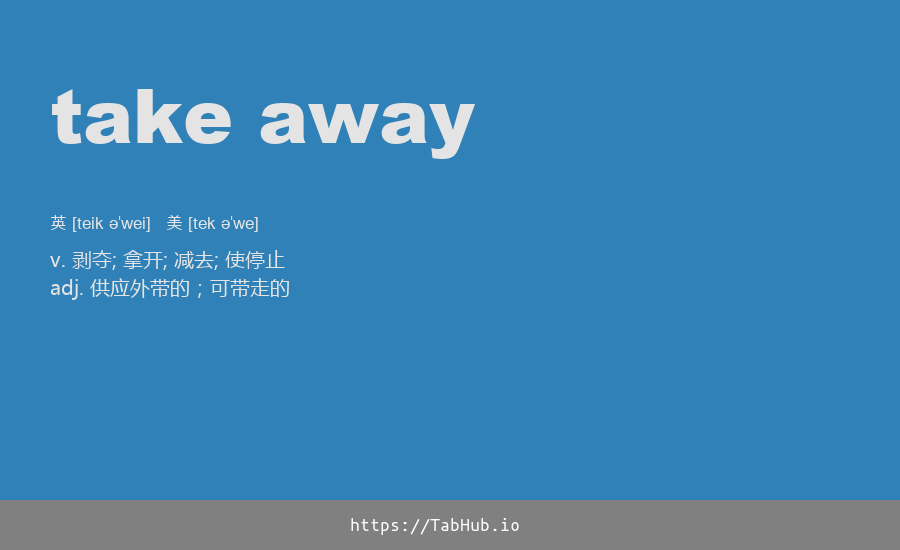 take away
英 [teik ə'wei] 美 [tek ə'we]
v. 剥夺; 拿开; 减去; 使停止
adj. 供应外带的；可带走的
https://TabHub.io